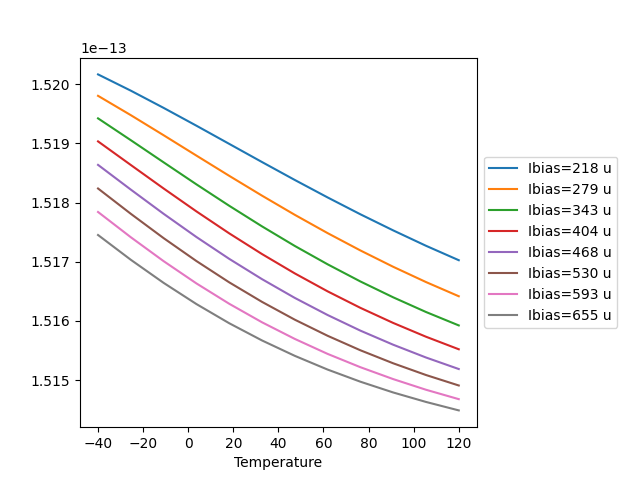 1e−13
1.520
1.519
1.518
1.517
1.516
1.515
−40 −20 0 20 40 60 80 100 120
Temperature
Ibias=218 u
Ibias=279 u
Ibias=343 u
Ibias=404 u
Ibias=468 u
Ibias=530 u
Ibias=593 u
Ibias=655 u